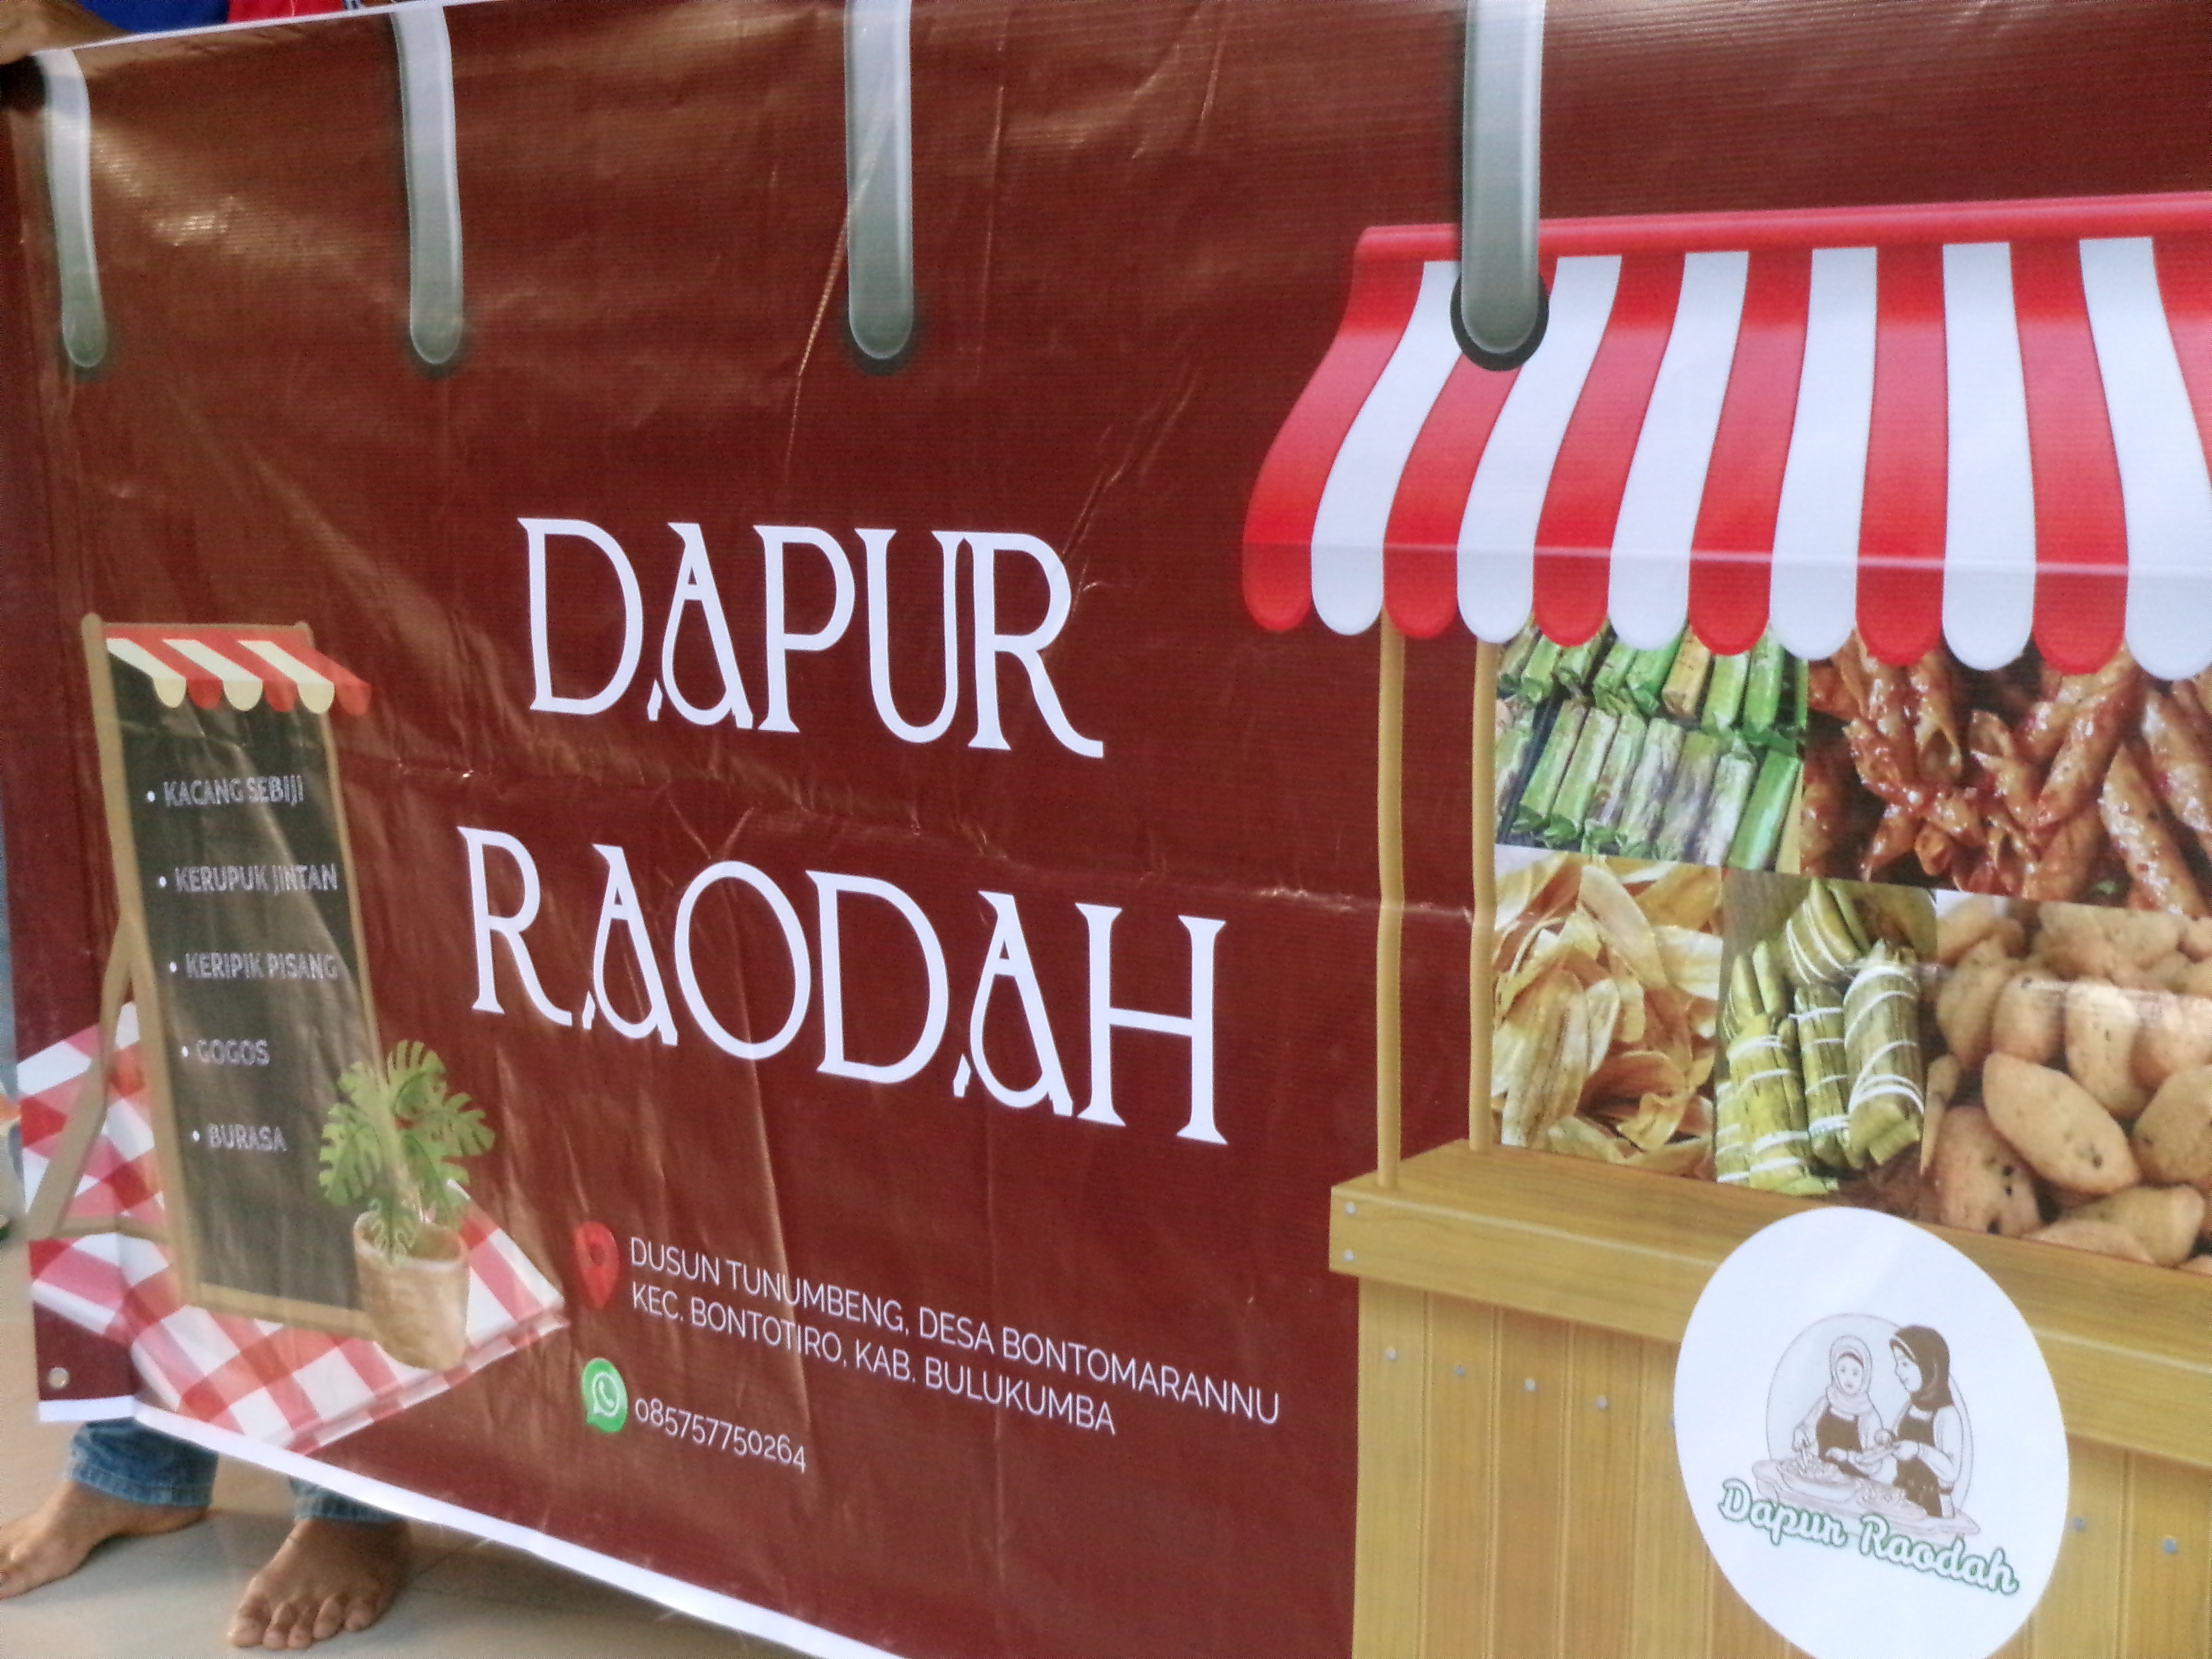 DAPUR
RAODAH
• KACANG SEBIJI
• KERUPUK JINTAN
• KERIPIK PISANG
• GOGOS
• BURASA
DUSUN TUNUMBENG, DESA BONTOMARANNU
KEC. BONTOTIRO, KAB. BULUKUMBA
085757750264
Dapur Raodah